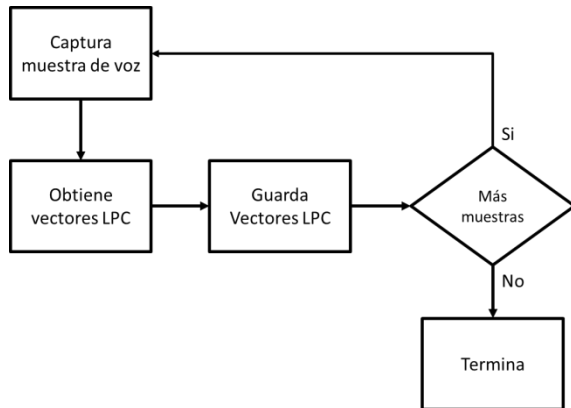 Captura
muestra de voz
Obtiene
vectores LPC
Guarda
Vectores LPC
Si
Más
muestras
No
Termina